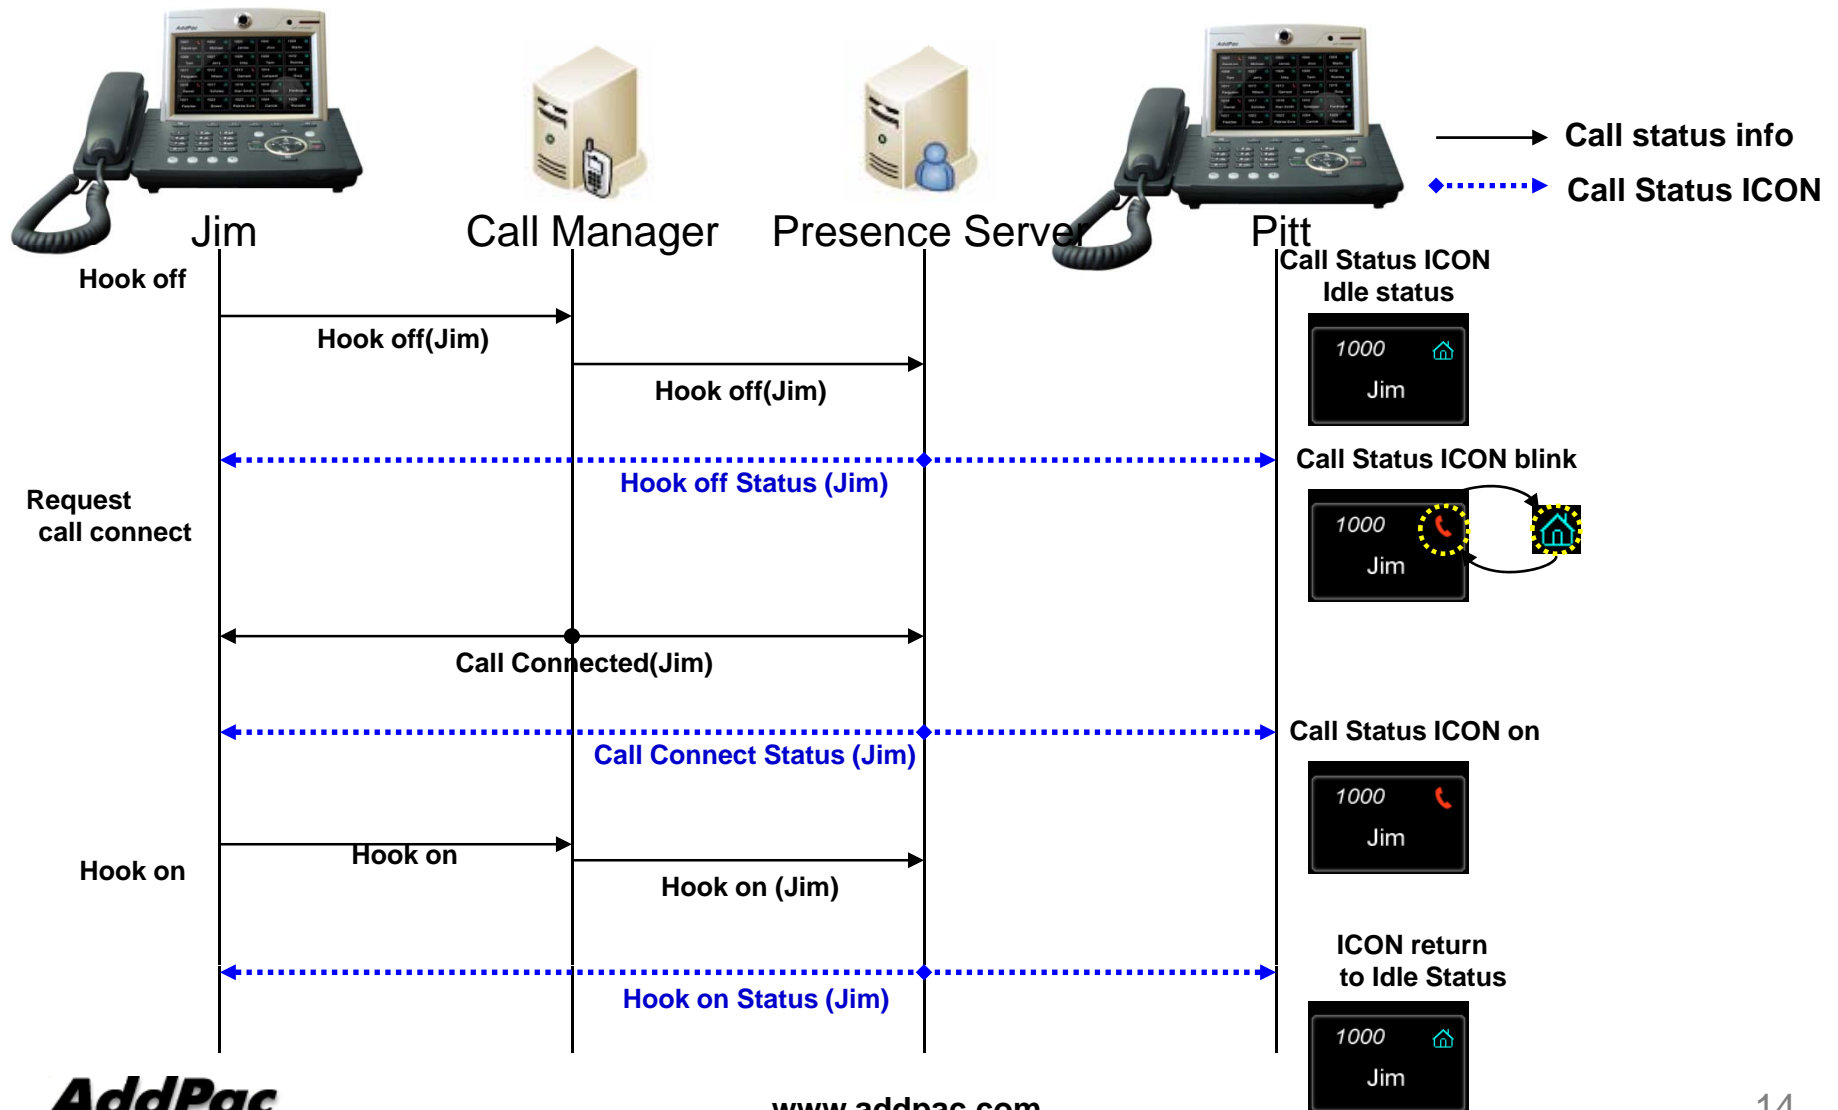 AddPac
AddPac
Call status info
Call Status ICON
Jim
Call Manager
Presence Server
Pitt
Hook off
Call Status ICON
Idle status
Hook off(Jim)
1000
Jim
Hook off(Jim)
Call Status ICON blink
Hook off Status (Jim)
Request
call connect
1000
Jim
Call Connected(Jim)
Call Status ICON on
Call Connect Status (Jim)
1000
Jim
Hook on
Hook on
Hook on (Jim)
ICON return
to Idle Status
Hook on Status (Jim)
1000
Jim
AddPac
www.addpac.com
14